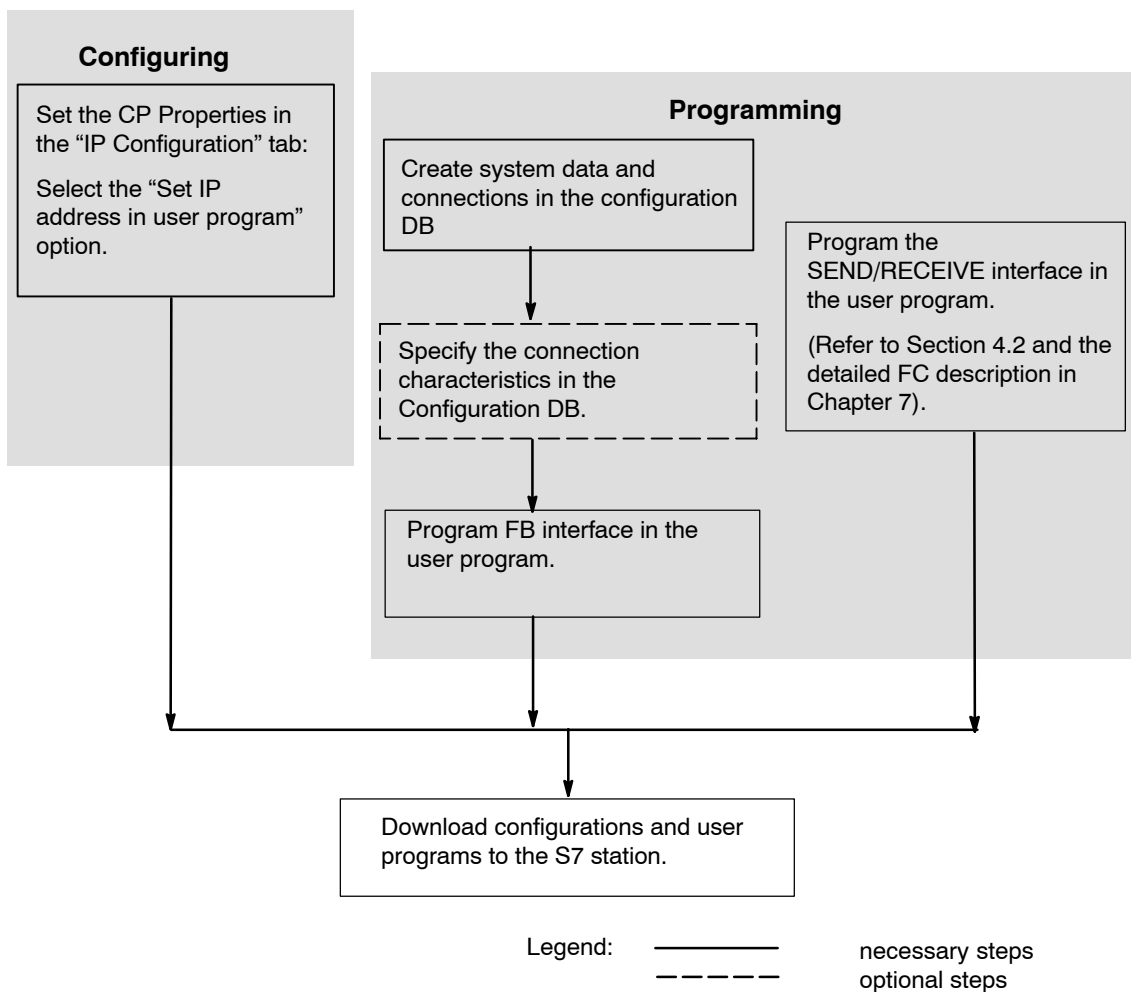 Configuring
Set the CP Properties in
the “IP Configuration” tab:
Select the “Set IP
address in user program”
option.
Programming
Create system data and
connections in the configuration
DB
Specify the connection
characteristics in the
Configuration DB.
Program FB interface in the
user program.
Program the
SEND/RECEIVE interface in
the user program.
(Refer to Section 4.2 and the
detailed FC description in
Chapter 7).
Download configurations and user
programs to the S7 station.
Legend:
necessary steps
optional steps